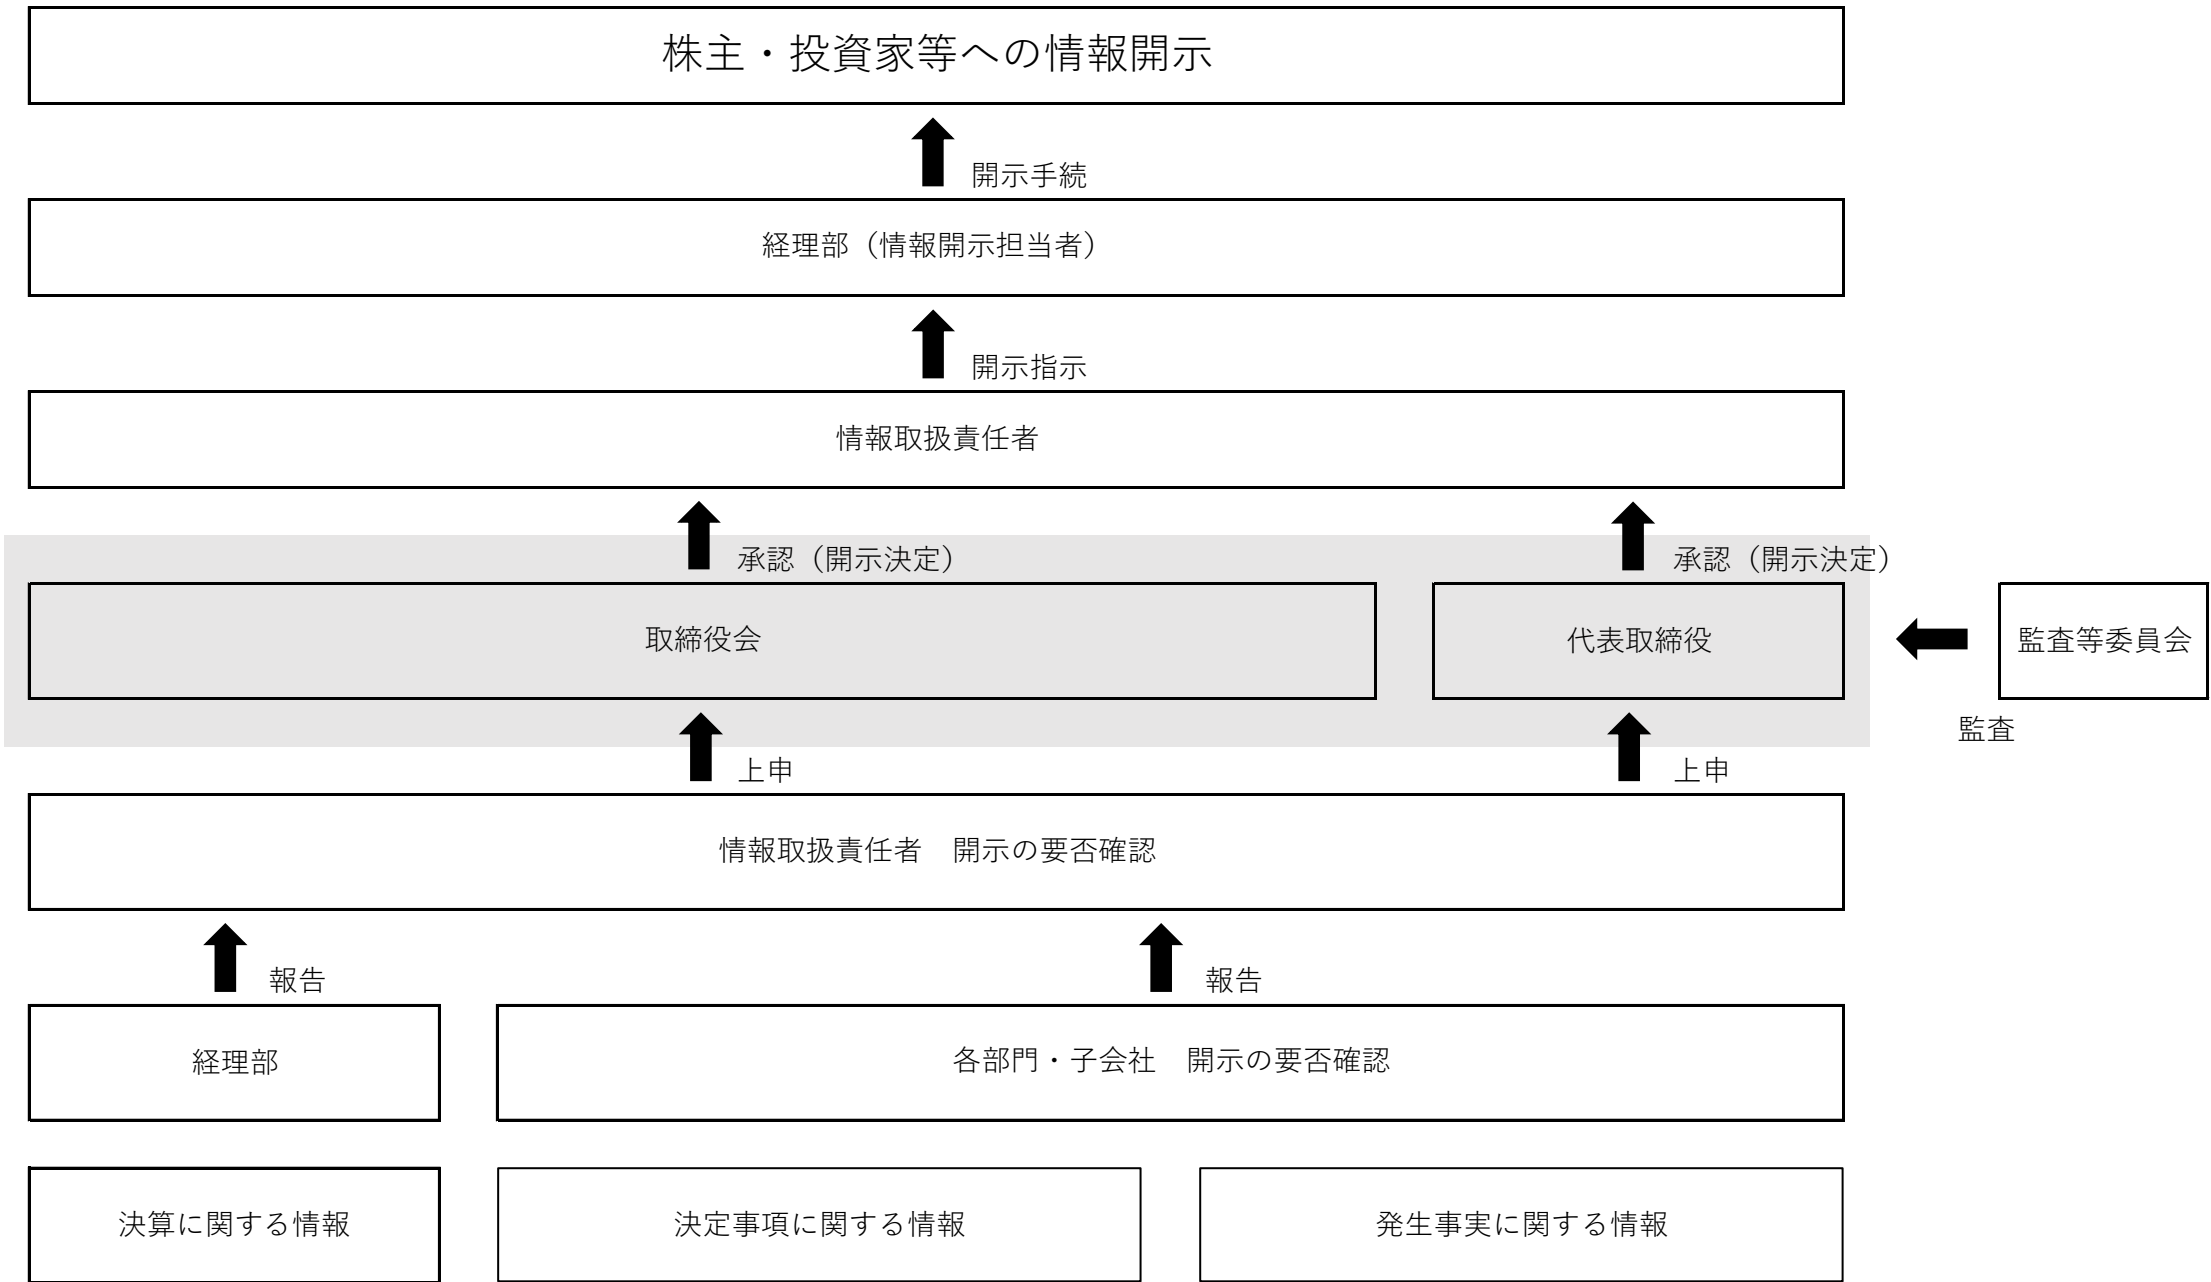 株主・投資家等への情報開示
開示手続
経理部（情報開示担当者）
開示指示
情報取扱責任者
承認（開示決定）
承認（開示決定）
取締役会
代表取締役
監査等委員会
監査
上申
上申
情報取扱責任者　開示の要否確認
報告
報告
経理部
各部門・子会社　開示の要否確認
決算に関する情報
決定事項に関する情報
発生事実に関する情報